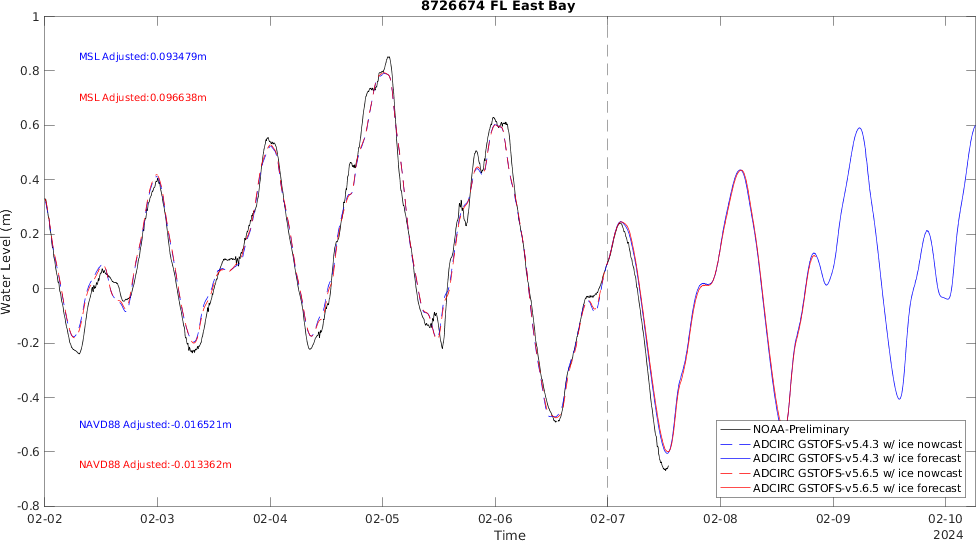 8726674 FL East Bay
MSL Adjusted:0.093479m
MSL Adjusted:0.096638m
NAVD88 Adjusted:-0.016521m
NAVD88 Adjusted:-0.013362m
Water Level (m)
1
0.8
0.6
0.4
0.2
0
-0.2
-0.4
-0.6
-0.8
NOAA-Preliminary
ADCIRC GSTOFS-v5.4.3 w/ ice nowcast
ADCIRC GSTOFS-v5.4.3 w/ ice forecast
ADCIRC GSTOFS-v5.6.5 w/ ice nowcast
ADCIRC GSTOFS-v5.6.5 w/ ice forecast
02-02 02-03 02-04 02-05 02-06 02-07 02-08 02-09 02-10
Time
2024